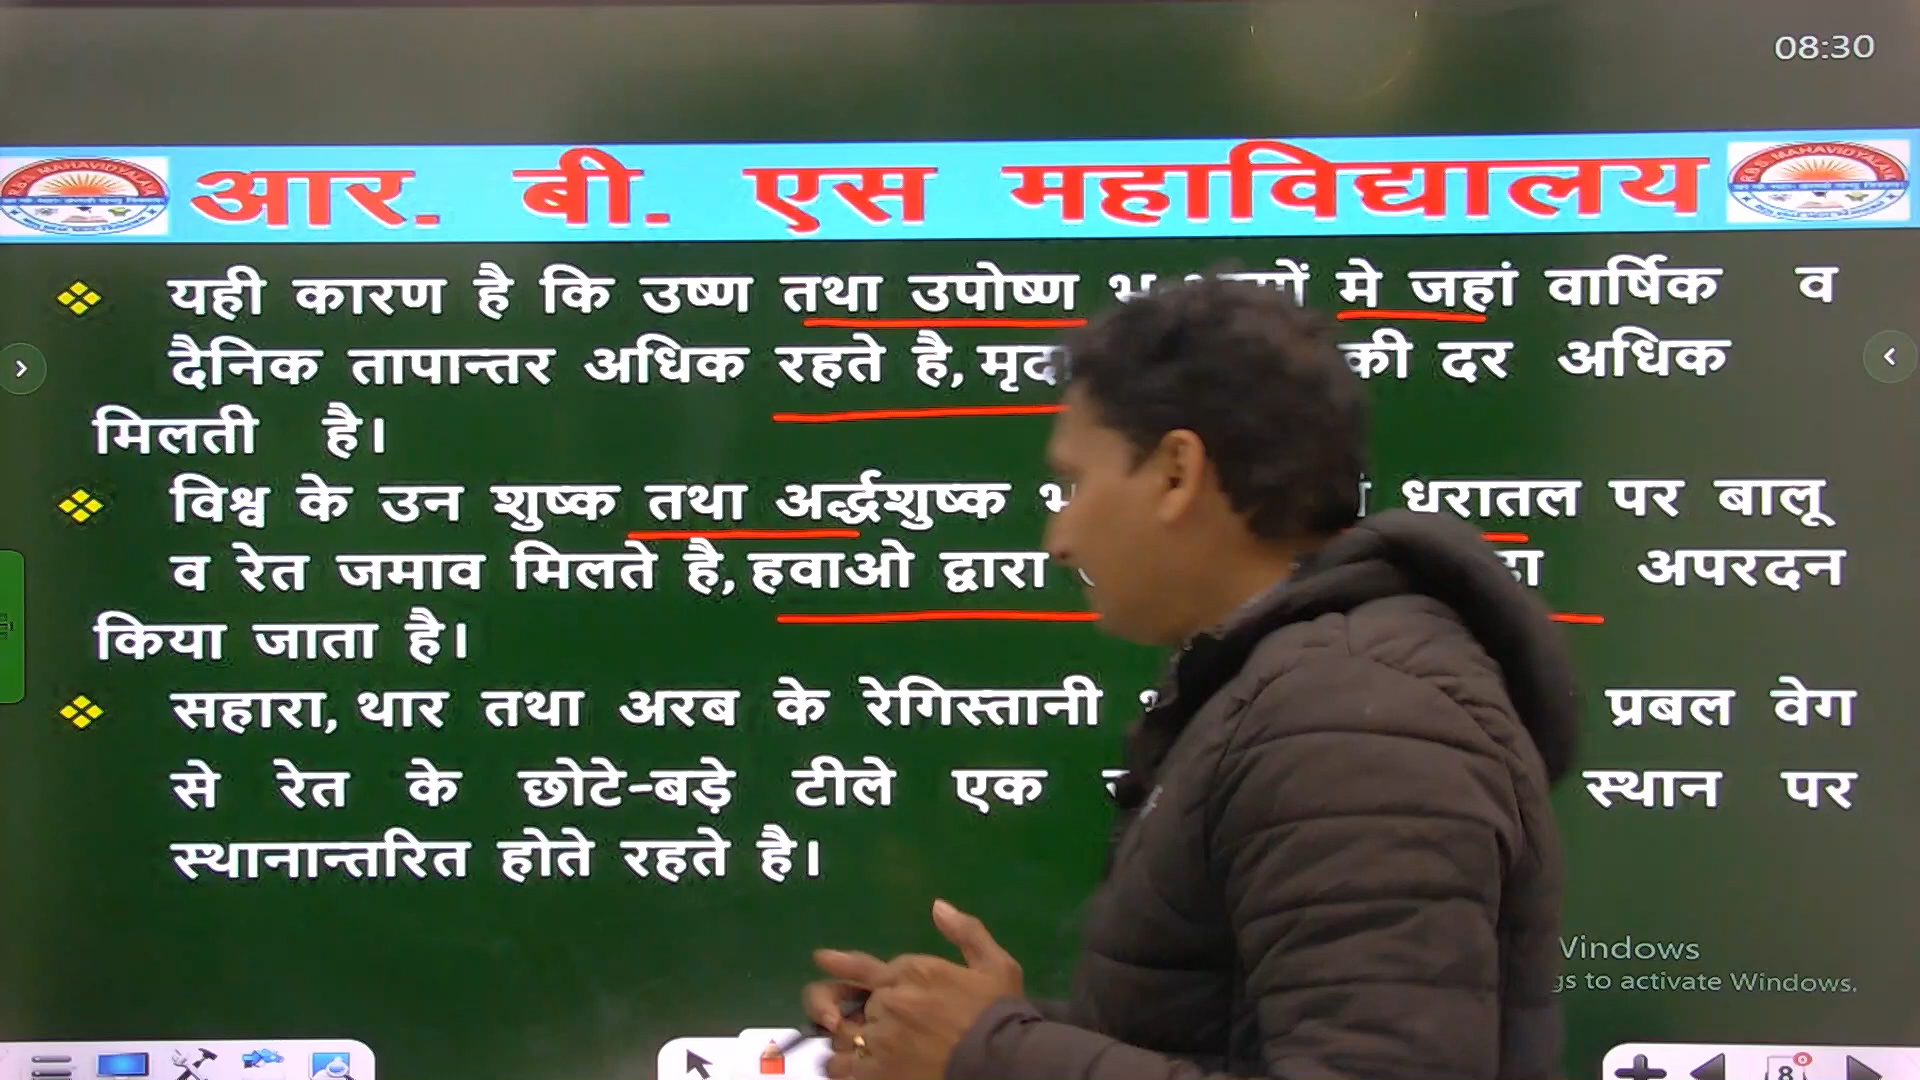 08:30
आर. बी. एस महाविद्यालय
यही कारण है कि उष्ण तथा उपोष्ण मे जहां वार्षिक व
दैनिक तापान्तर अधिक रहते है, की दर अधिक
मिलती है।
विश्व के उन शुष्क तथा अर्द्धशुष्क धरातल पर बालू
व रेत जमाव मिलते है, हवाओ द्वारा अपरदन
किया जाता है।
सहारा, थार तथा अरब के रेगिस्तानी प्रबल वेग
से रेत के छोटे-बड़े टीले एक स्थान पर
स्थानान्तरित होते रहते है।
Windows
to activate Windows.
8